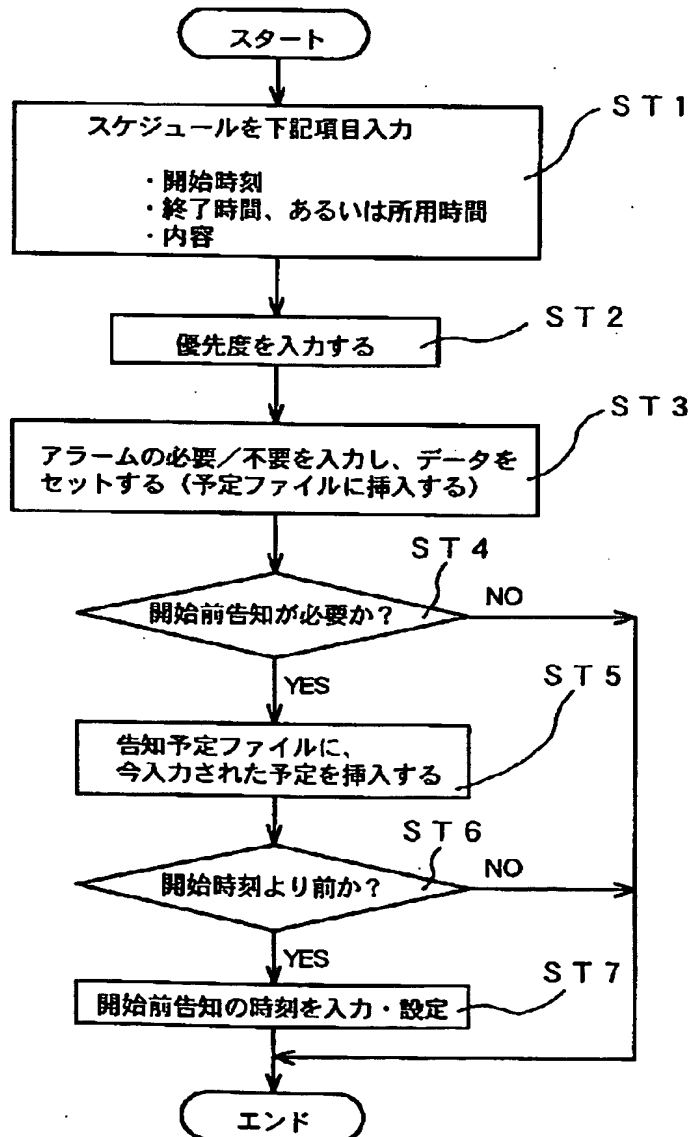 スタート
ST1
スケジュールを下記項目入力
・開始時刻
・終了時間、あるいは所用時間
・内容
ST2
優先度を入力する
ST3
アラームの必要／不要を入力し、データを
セットする（予定ファイルに挿入する）
ST4
開始前告知が必要か？
NO
YES
ST5
告知予定ファイルに、
今入力された予定を挿入する
ST6
開始時刻より前か？
NO
YES
ST7
開始前告知の時刻を入力・設定
エンド